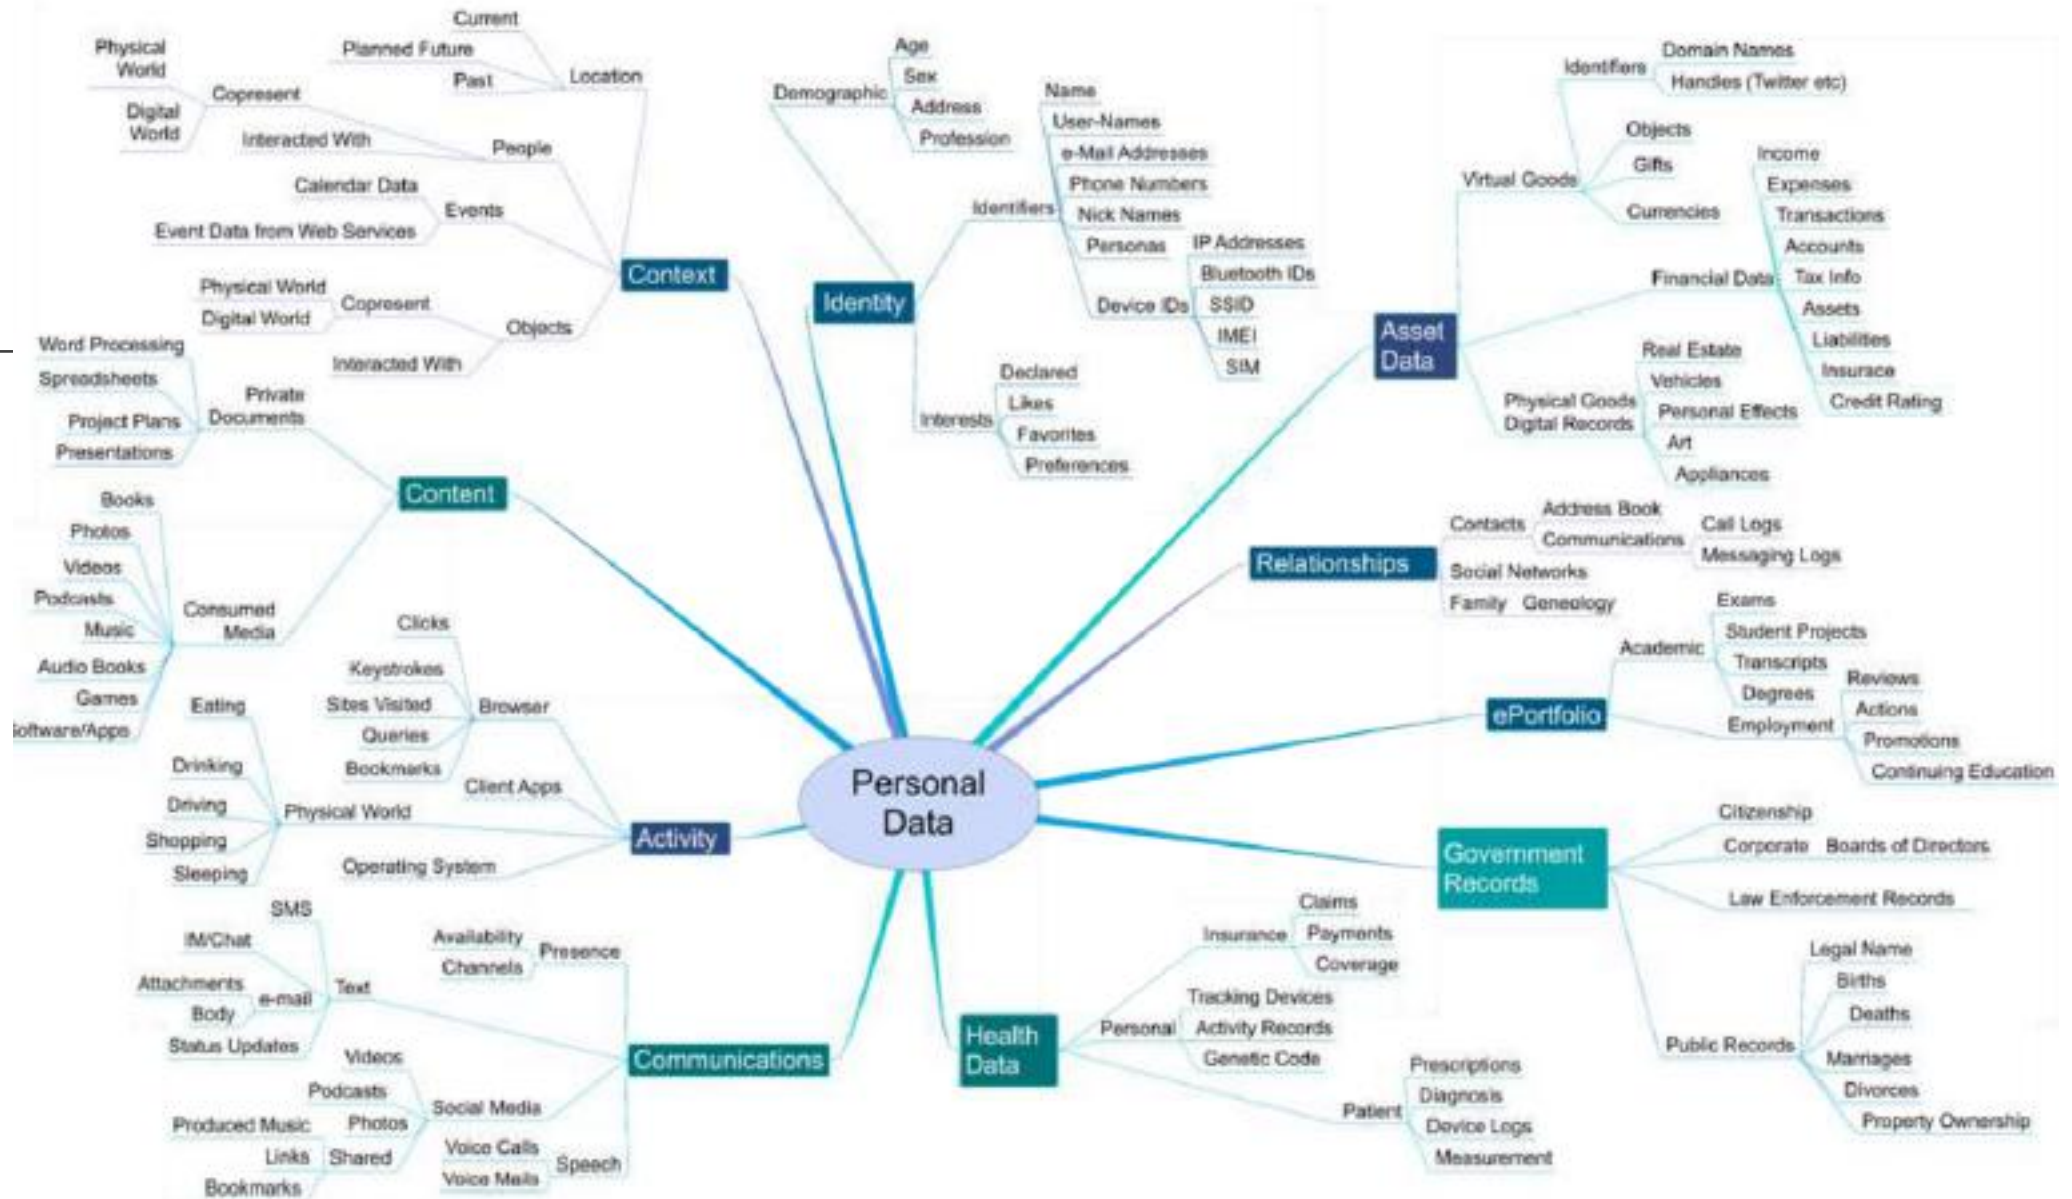 Current
Planned Future
Past
Location
Physical
World
Digital
World
Copresent
Interacted With
People
Calendar Data
Event Data from Web Services
Events
Physical World
Digital World
Copresent
Interacted With
Objects
Context
Word Processing
Spreadsheets
Project Plans
Presentations
Private
Documents
Books
Photos
Videos
Podcasts
Music
Audio Books
Games
Software/Apps
Consumed
Media
Content
Clicks
Keystrokes
Sites Visited
Queries
Bookmarks
Browser
Client Apps
Eating
Drinking
Driving
Shopping
Sleeping
Physical World
Operating System
Activity
Availability
Channels
Presence
SMS
IM/Chat
Attachments
Body
e-mail
Status Updates
Text
Videos
Podcasts
Photos
Produced Music
Links
Bookmarks
Shared
Social Media
Voice Calls
Voice Mails
Speech
Communications
Personal
Data
Demographic
Age
Sex
Address
Profession
Identifiers
Name
User-Names
e-Mail Addresses
Phone Numbers
Nick Names
Personas
Device IDs
IP Addresses
Bluetooth IDs
SSID
IMEI
SIM
Identity
Interests
Declared
Likes
Favorites
Preferences
Asset
Data
Virtual Goods
Identifiers
Domain Names
Handles (Twitter etc)
Objects
Gifts
Currencies
Financial Data
Income
Expenses
Transactions
Accounts
Tax Info
Assets
Liabilities
Insurace
Credit Rating
Physical Goods
Digital Records
Real Estate
Vehicles
Personal Effects
Art
Appliances
Relationships
Contacts
Address Book
Communications
Call Logs
Messaging Logs
Social Networks
Family Geneology
ePortfolio
Academic
Exams
Student Projects
Transcripts
Degrees
Employment
Reviews
Actions
Promotions
Continuing Education
Government
Records
Citizenship
Corporate Boards of Directors
Law Enforcement Records
Public Records
Legal Name
Births
Deaths
Marriages
Divorces
Property Ownership
Health
Data
Insurance
Claims
Payments
Coverage
Personal
Tracking Devices
Activity Records
Genetic Code
Patient
Prescriptions
Diagnosis
Device Logs
Measurement